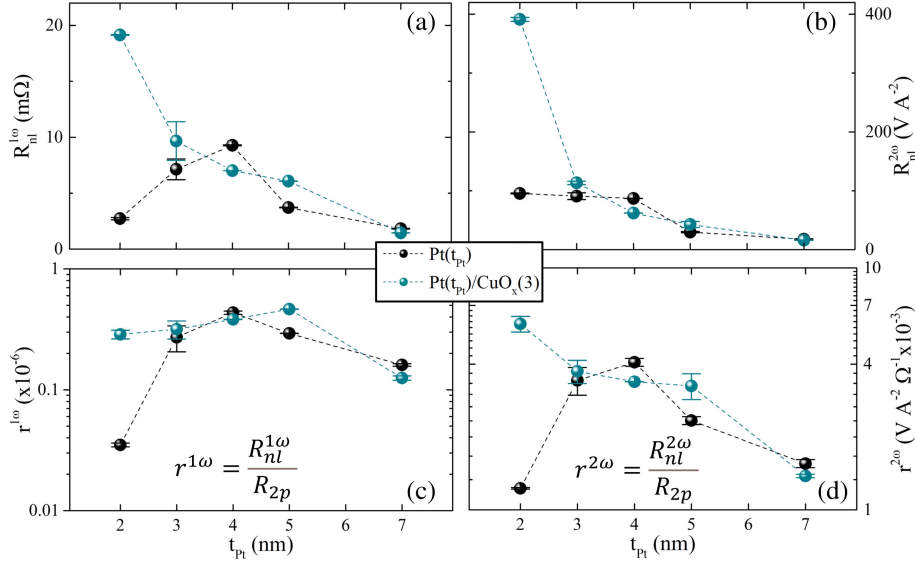 (a)
20
10
0
R_nl^1ω (mΩ)
(b)
400
200
0
R_nl^2ω (V A^-2)
Pt(t_Pt)
Pt(t_Pt)/CuO_x(3)
1
0.1
0.01
r^1ω (x10^-6)
r^1ω = R_nl^1ω / R_2p
(c)
2 3 4 5 7
t_Pt (nm)
10
7
4
1
r^2ω (V A^-2 Ω^-1 x10^-3)
r^2ω = R_nl^2ω / R_2p
(d)
2 3 4 5 7
t_Pt (nm)